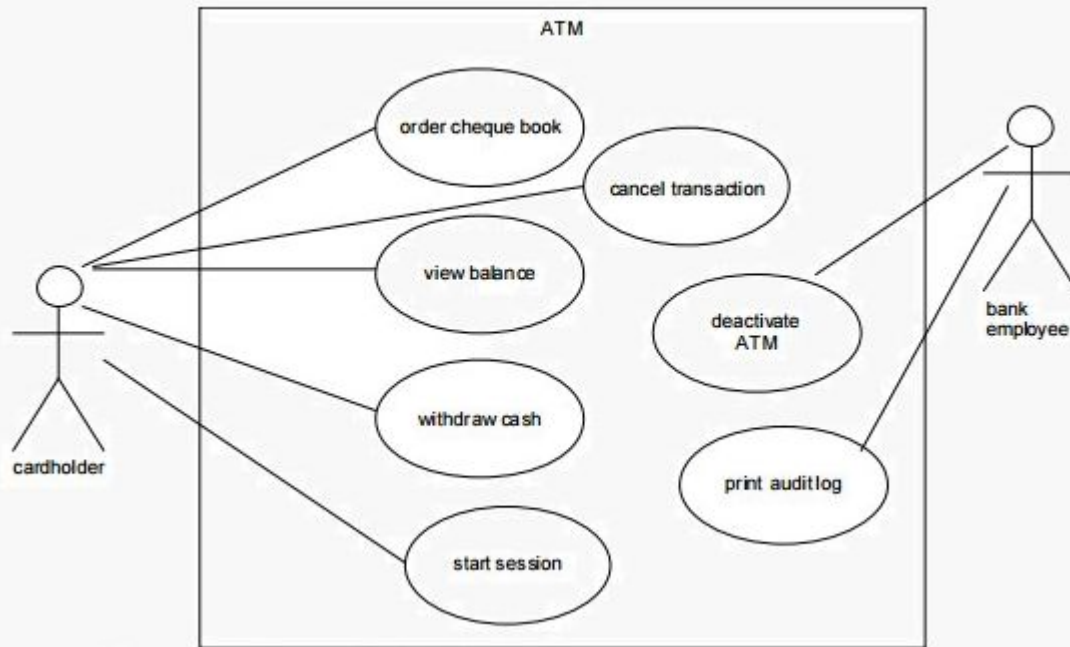 ATM
order cheque book
cancel transaction
view balance
deactivate
ATM
bank
employee
withdraw cash
cardholder
print audit log
start session